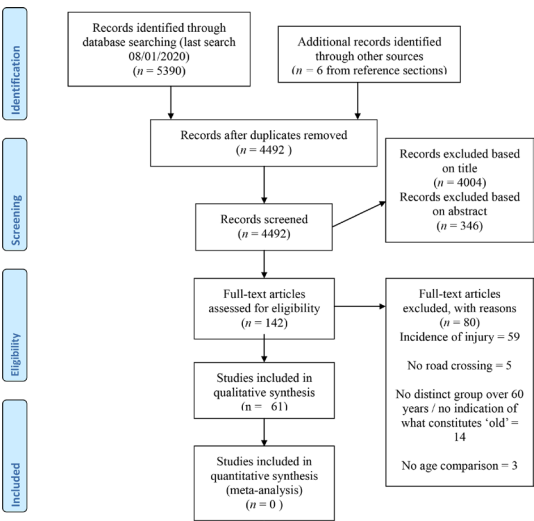 Identification
Records identified through
database searching (last search
08/01/2020)
(n = 5390)
Additional records identified
through other sources
(n = 6 from reference sections)
Records after duplicates removed
(n = 4492 )
Screening
Records screened
(n = 4492)
Records excluded based
on title
(n = 4004)
Records excluded based
on abstract
(n = 346)
Eligibility
Full-text articles
assessed for eligibility
(n = 142)
Full-text articles
excluded, with reasons
(n = 80)
Incidence of injury = 59
No road crossing = 5
No distinct group over 60
years / no indication of
what constitutes ‘old’ =
14
No age comparison = 3
Studies included in
qualitative synthesis
(n = 61)
Included
Studies included in
quantitative synthesis
(meta-analysis)
(n = 0 )